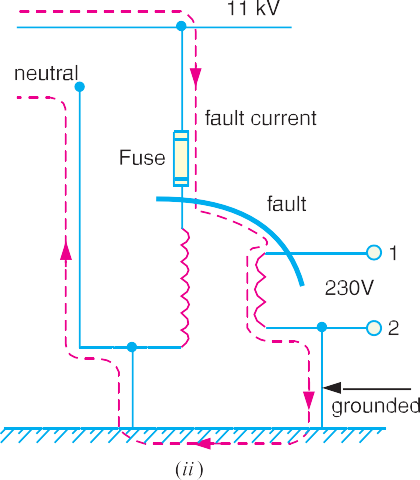 11 kV
neutral
fault current
Fuse
fault
1
230V
2
grounded
(ii)